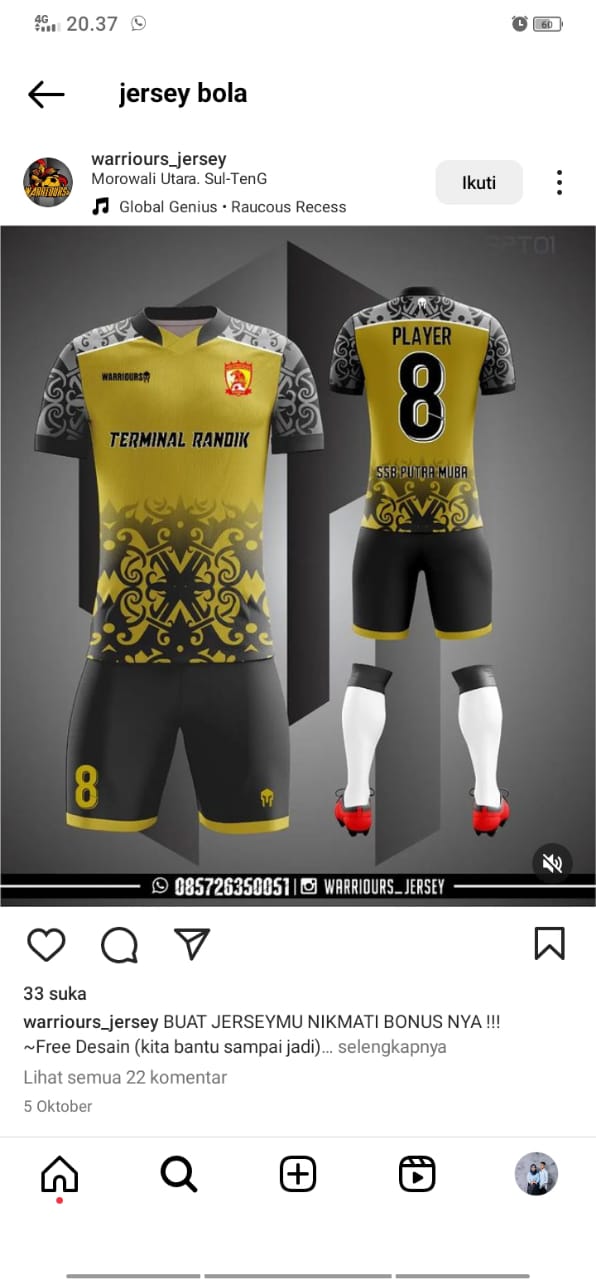 4G 20.37 60
jersey bola
warriours_jersey
Morowali Utara. Sul-TenG
Global Genius • Raucous Recess
Ikuti
WARRIOURS
WARRIOURS
TERMINAL RANDIK
8
PLAYER
8
SSB PUTRA MUBA
085726350051 | WARRIOURS_JERSEY
33 suka
warriours_jersey BUAT JERSEYMU NIKMATI BONUS NYA !!!
~Free Desain (kita bantu sampai jadi)... selengkapnya
Lihat semua 22 komentar
5 Oktober